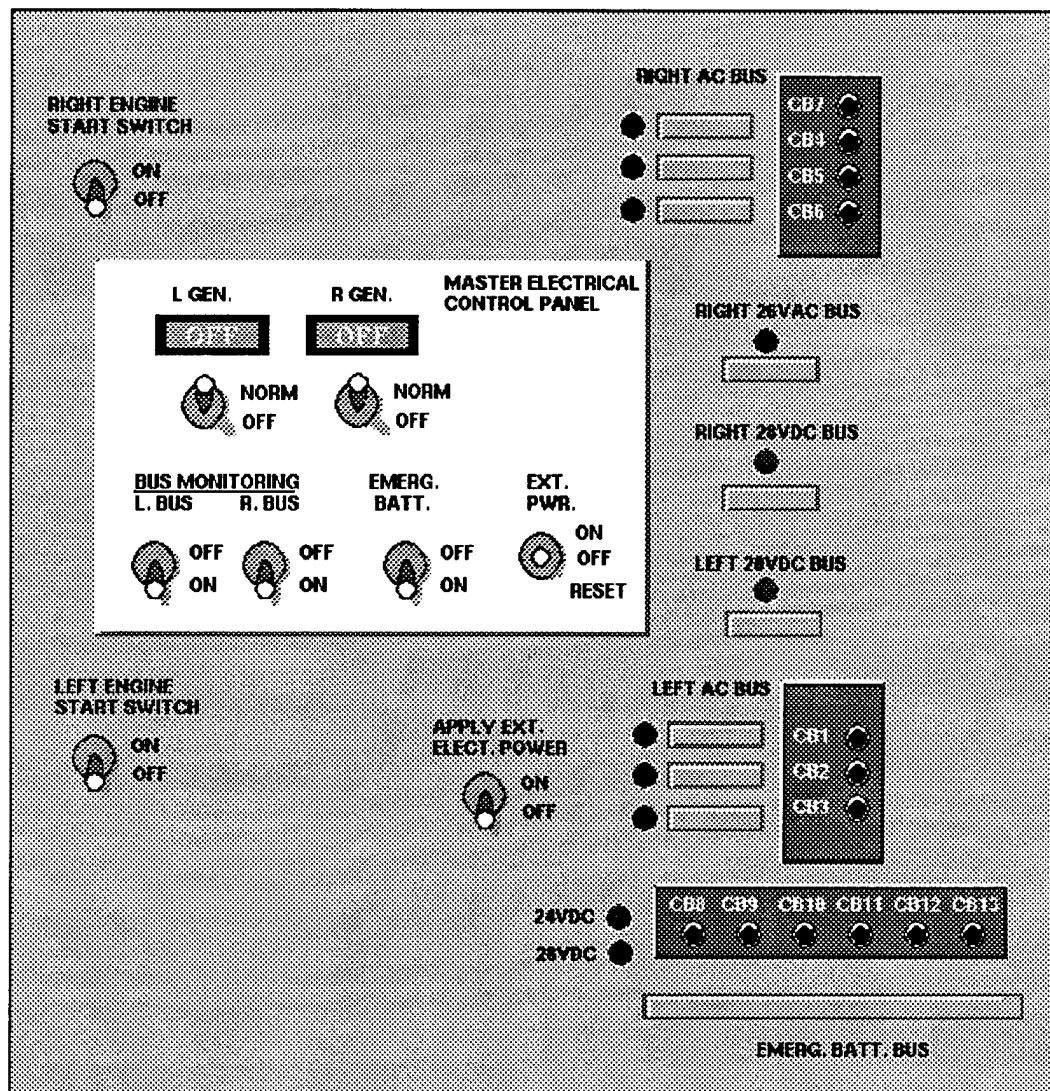 RIGHT AC BUS
RIGHT ENGINE
START SWITCH
ON
OFF
CB7
CB4
CB5
CB6
MASTER ELECTRICAL
CONTROL PANEL
L GEN.
R GEN.
OFF
OFF
NORM
OFF
NORM
OFF
RIGHT 26VAC BUS
RIGHT 28VDC BUS
LEFT 28VDC BUS
BUS MONITORING
L. BUS
R. BUS
EMERG.
BATT.
EXT.
PWR.
OFF
ON
OFF
ON
OFF
ON
ON
OFF
RESET
LEFT ENGINE
START SWITCH
ON
OFF
APPLY EXT.
ELECT. POWER
ON
OFF
LEFT AC BUS
CB1
CB2
CB3
24VDC
28VDC
CB8 CB9 CB10 CB11 CB12 CB13
EMERG. BATT. BUS